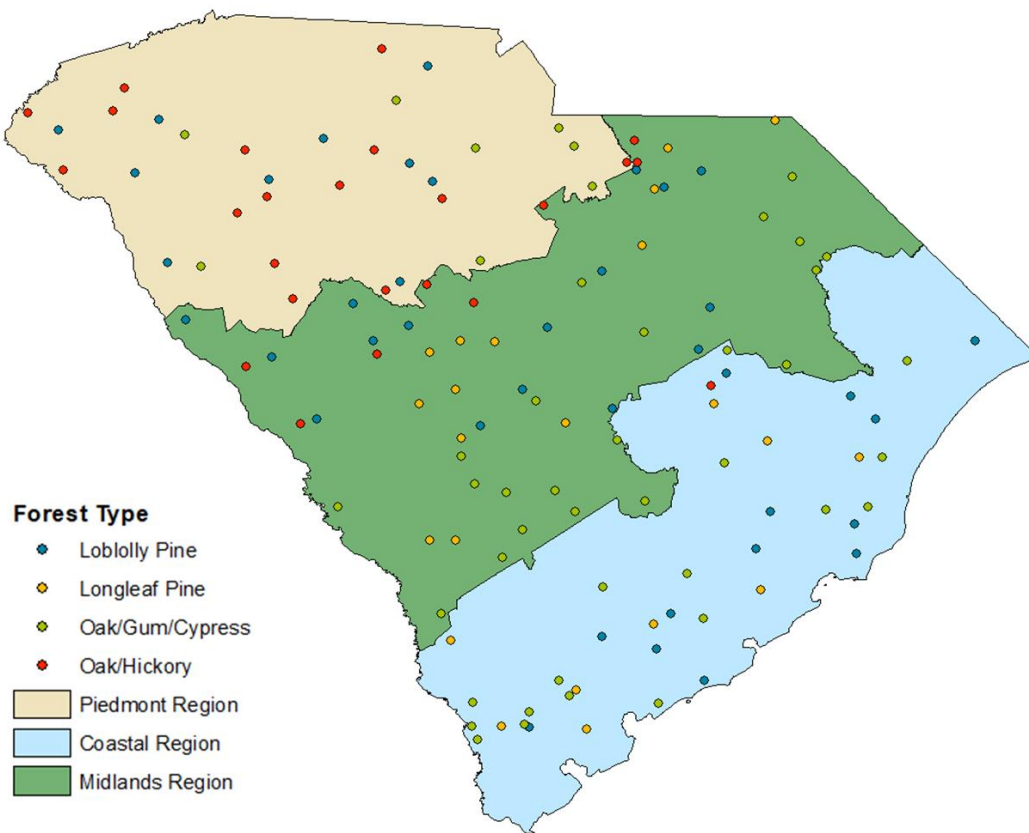 Forest Type
Loblolly Pine
Longleaf Pine
Oak/Gum/Cypress
Oak/Hickory
Piedmont Region
Coastal Region
Midlands Region